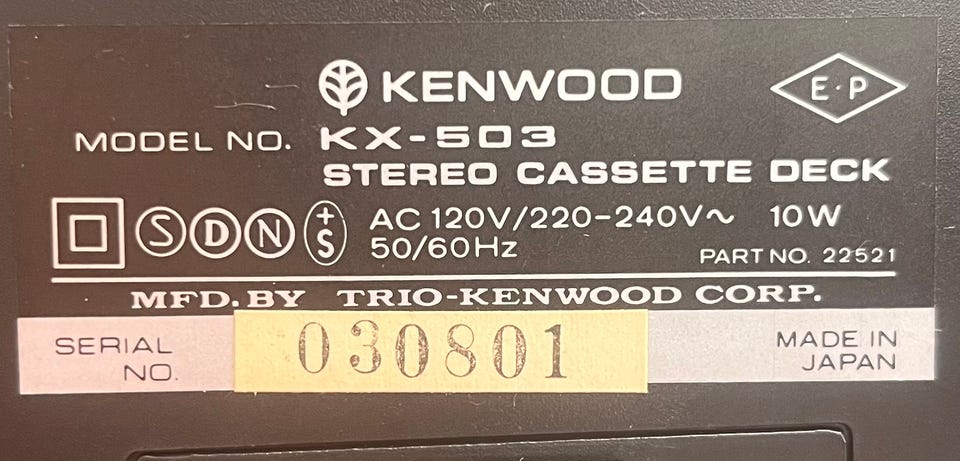 KENWOOD
E·P
MODEL NO. KX-503
STEREO CASSETTE DECK
S D N +S AC 120V/220-240V~ 10W
50/60Hz
PART NO. 22521
MFD. BY TRIO-KENWOOD CORP.
SERIAL NO.
030801
MADE IN
JAPAN